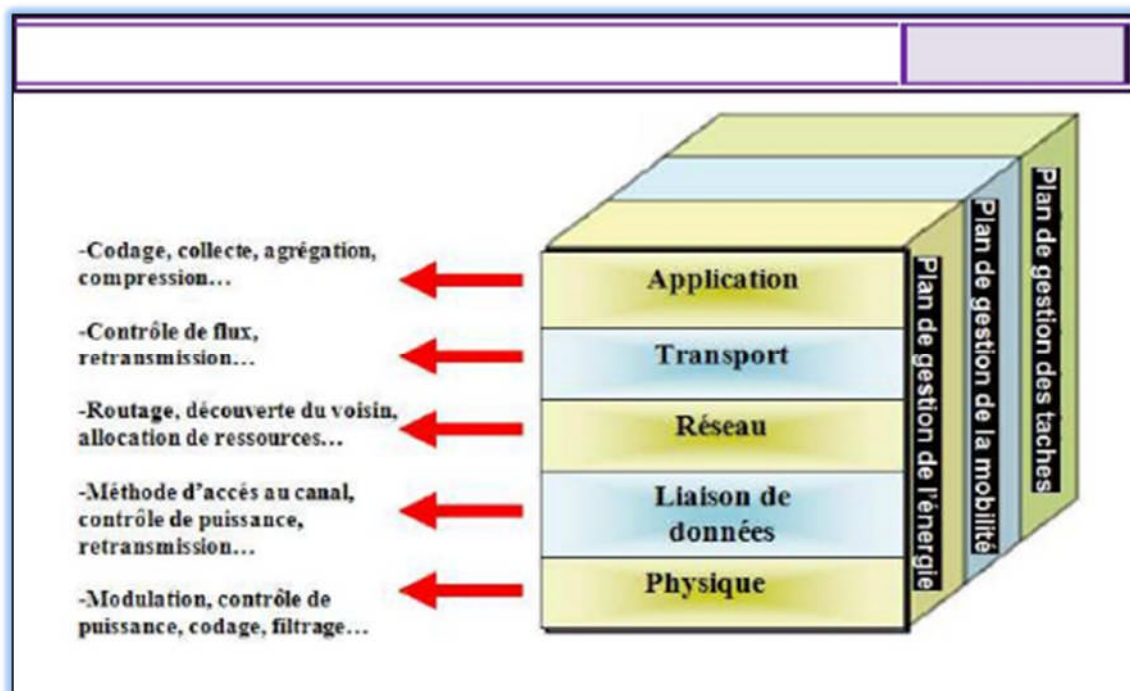 -Codage, collecte, agrégation,
compression...
-Contrôle de flux,
retransmission...
-Routage, découverte du voisin,
allocation de ressources...
-Méthode d'accés au canal,
contrôle de puissance,
retransmission...
-Modulation, contrôle de
puissance, codage, filtrage...
Application
Transport
Réseau
Liaison de
données
Physique
Plan de gestion de l'énergie
Plan de gestion de la mobilité
Plan de gestion des taches